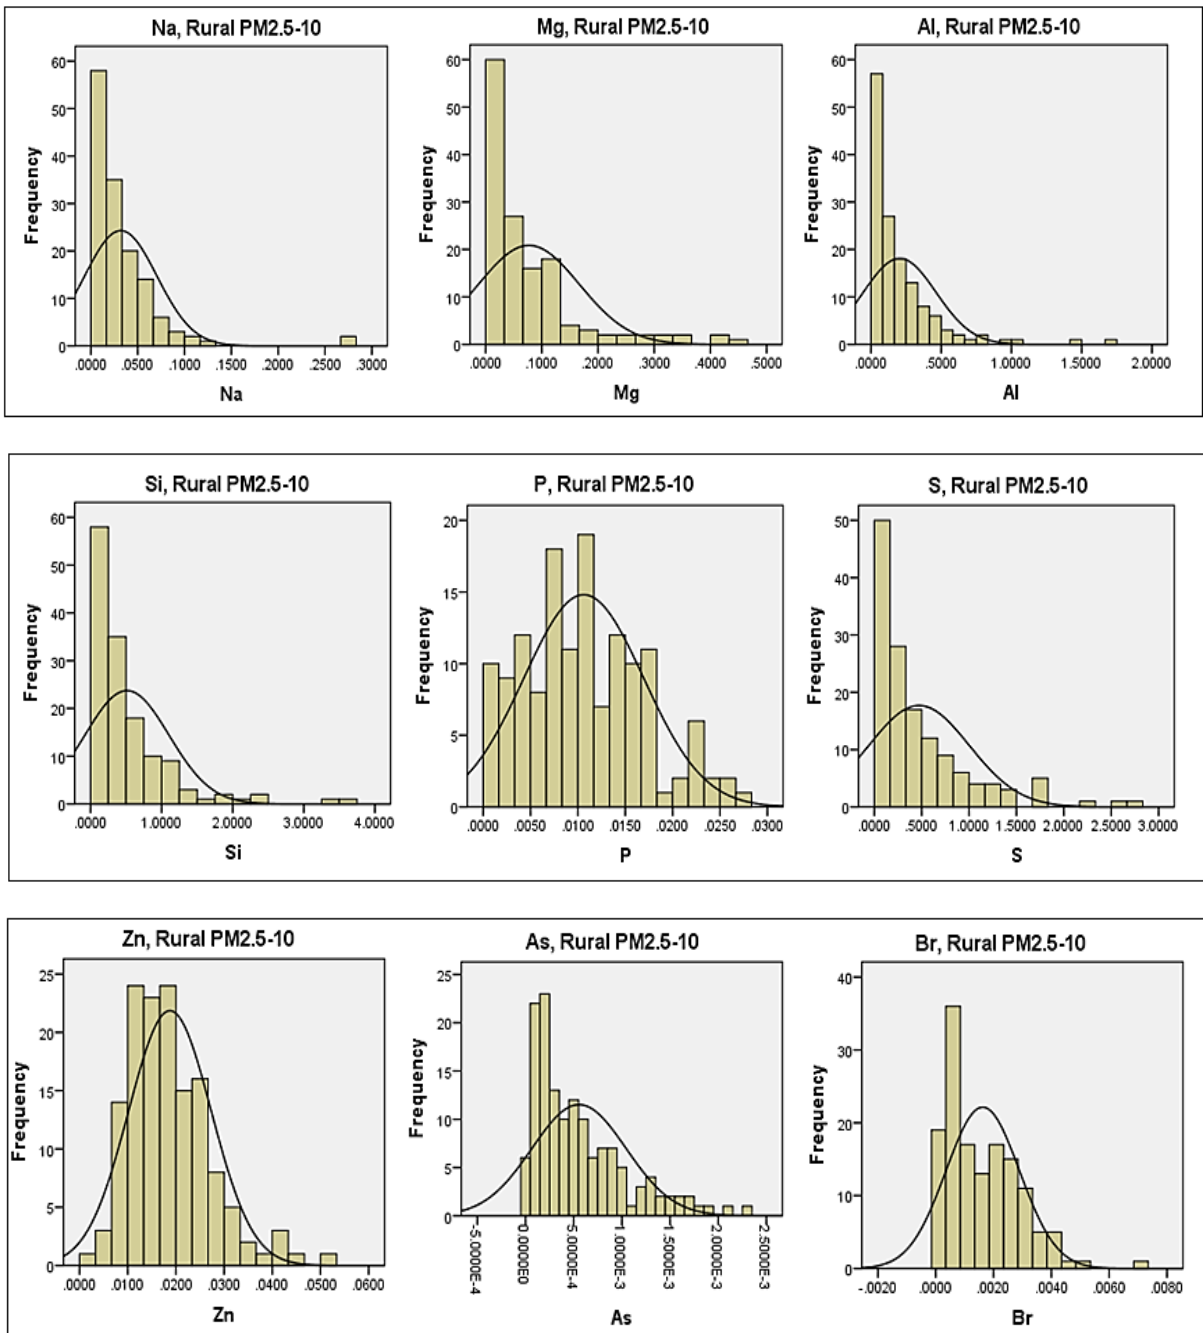 Na, Rural PM2.5-10
Mg, Rural PM2.5-10
Al, Rural PM2.5-10
Frequency
60
50
40
30
20
10
0
.0000 .0500 .1000 .1500 .2000 .2500 .3000
Na
Frequency
60
50
40
30
20
10
0
.0000 .1000 .2000 .3000 .4000 .5000
Mg
Frequency
60
50
40
30
20
10
0
.0000 .5000 1.0000 1.5000 2.0000
Al
Si, Rural PM2.5-10
P, Rural PM2.5-10
S, Rural PM2.5-10
Frequency
60
50
40
30
20
10
0
.0000 1.0000 2.0000 3.0000 4.0000
Si
Frequency
20
15
10
5
0
.0000 .0050 .0100 .0150 .0200 .0250 .0300
P
Frequency
50
40
30
20
10
0
.0000 .5000 1.0000 1.5000 2.0000 2.5000 3.0000
S
Zn, Rural PM2.5-10
As, Rural PM2.5-10
Br, Rural PM2.5-10
Frequency
25
20
15
10
5
0
.0000 .0100 .0200 .0300 .0400 .0500 .0600
Zn
Frequency
25
20
15
10
5
0
-5.0000E-4
0.0000E0
5.0000E-4
1.0000E-3
1.5000E-3
2.0000E-3
2.5000E-3
As
Frequency
40
30
20
10
0
-.0020 .0000 .0020 .0040 .0060 .0080
Br